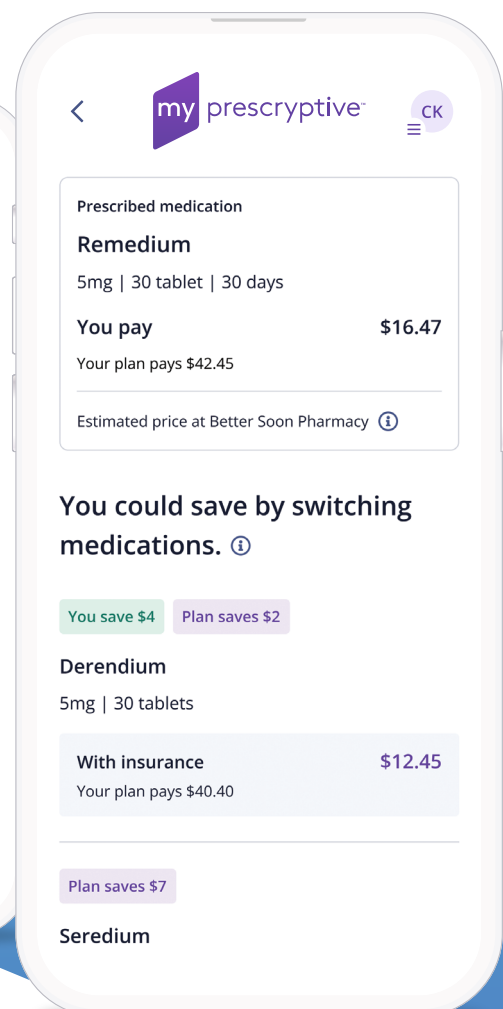 my prescryptive™
CK
Prescribed medication
Remedium
5mg | 30 tablet | 30 days
You pay $16.47
Your plan pays $42.45
Estimated price at Better Soon Pharmacy
You could save by switching
medications.
You save $4 Plan saves $2
Derendium
5mg | 30 tablets
With insurance $12.45
Your plan pays $40.40
Plan saves $7
Seredium